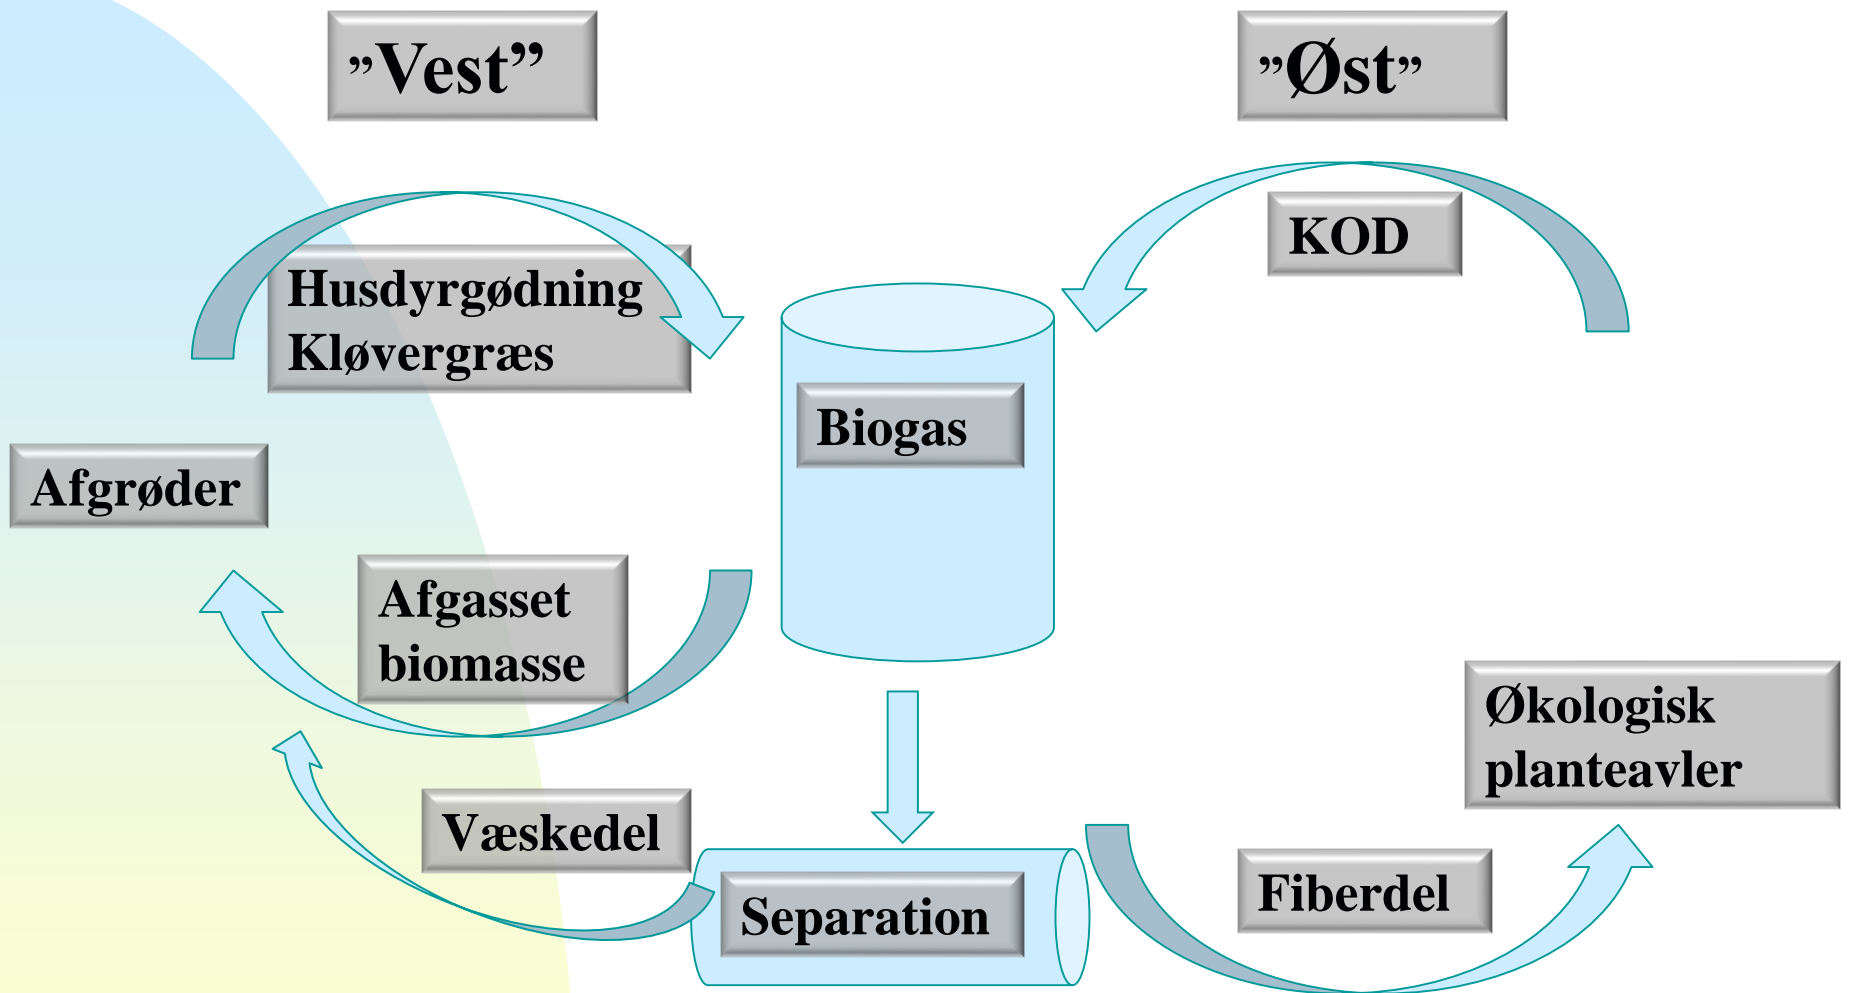 ”Vest”
”Øst”
KOD
Husdyrgødning
Kløvergræs
Biogas
Afgrøder
Afgasset
biomasse
Økologisk
planteavler
Væskedel
Fiberdel
Separation